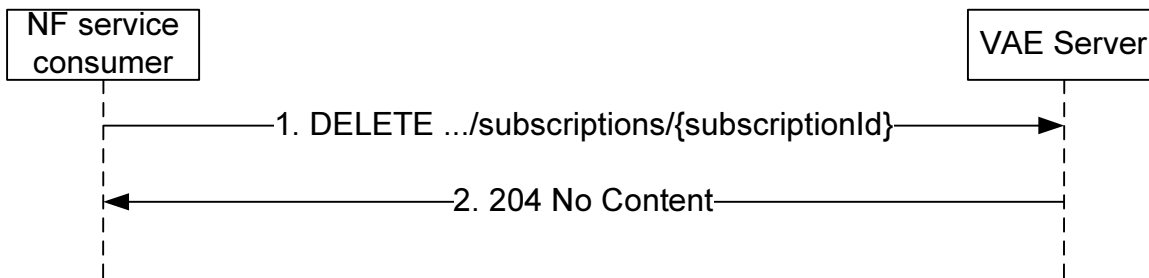 NF service
consumer
VAE Server
1. DELETE .../subscriptions/{subscriptionId}
2. 204 No Content